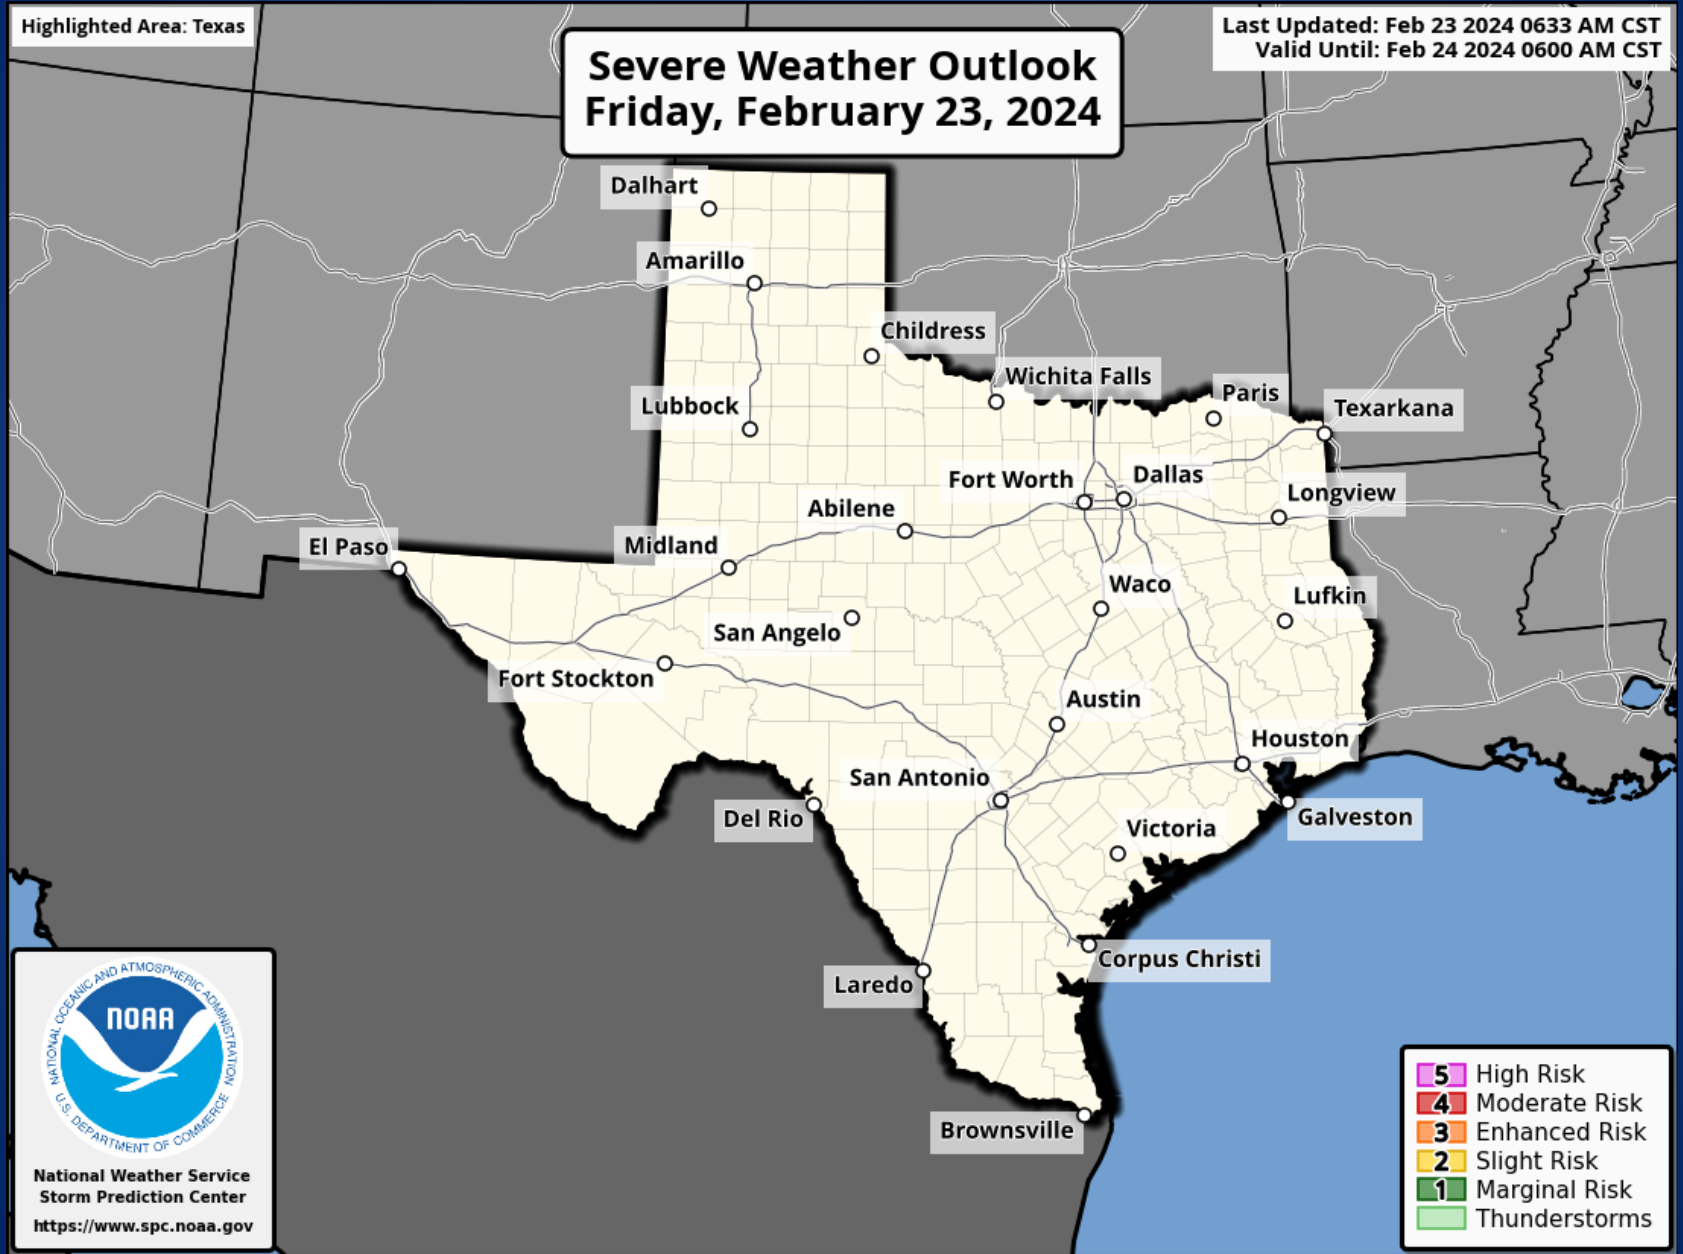 Highlighted Area: Texas
Severe Weather Outlook
Friday, February 23, 2024
Last Updated: Feb 23 2024 0633 AM CST
Valid Until: Feb 24 2024 0600 AM CST
Dalhart
Amarillo
Childress
Wichita Falls
Paris
Texarkana
Lubbock
Fort Worth
Dallas
Longview
Abilene
El Paso
Midland
Waco
Lufkin
San Angelo
Fort Stockton
Austin
Houston
San Antonio
Del Rio
Galveston
Victoria
Corpus Christi
Laredo
Brownsville
NATIONAL OCEANIC AND ATMOSPHERIC ADMINISTRATION
NOAA
U.S. DEPARTMENT OF COMMERCE
National Weather Service
Storm Prediction Center
https://www.spc.noaa.gov
5 High Risk
4 Moderate Risk
3 Enhanced Risk
2 Slight Risk
1 Marginal Risk
Thunderstorms